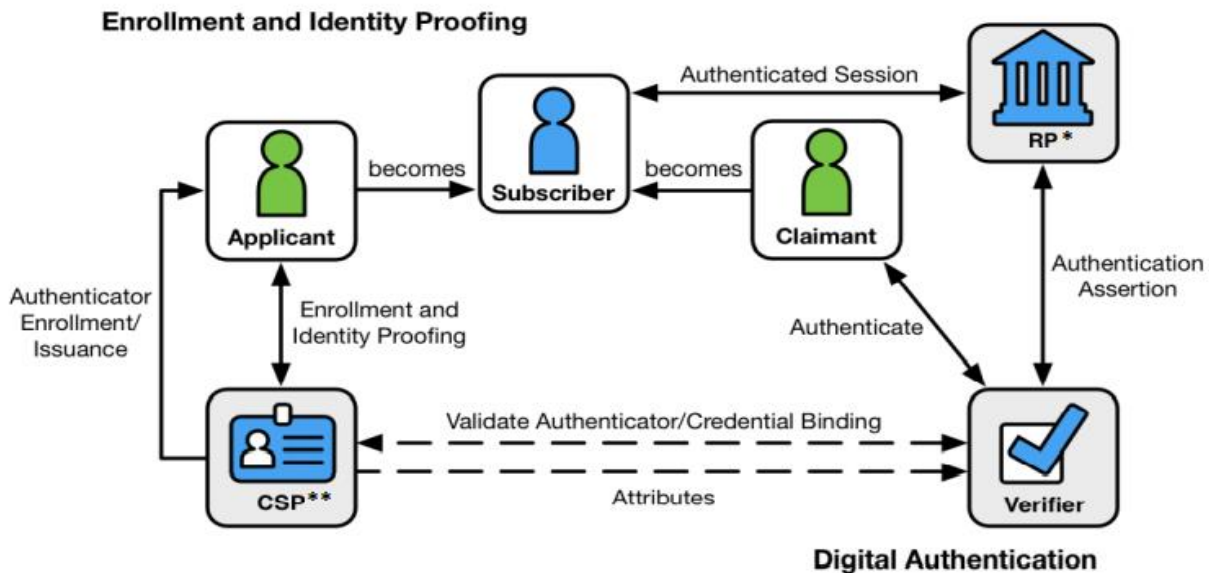 Enrollment and Identity Proofing
Authenticated Session
RP*
becomes
Subscriber
becomes
Applicant
Claimant
Authenticator
Enrollment/
Issuance
Enrollment and
Identity Proofing
Authenticate
Authentication
Assertion
Validate Authenticator/Credential Binding
CSP**
Attributes
Verifier
Digital Authentication